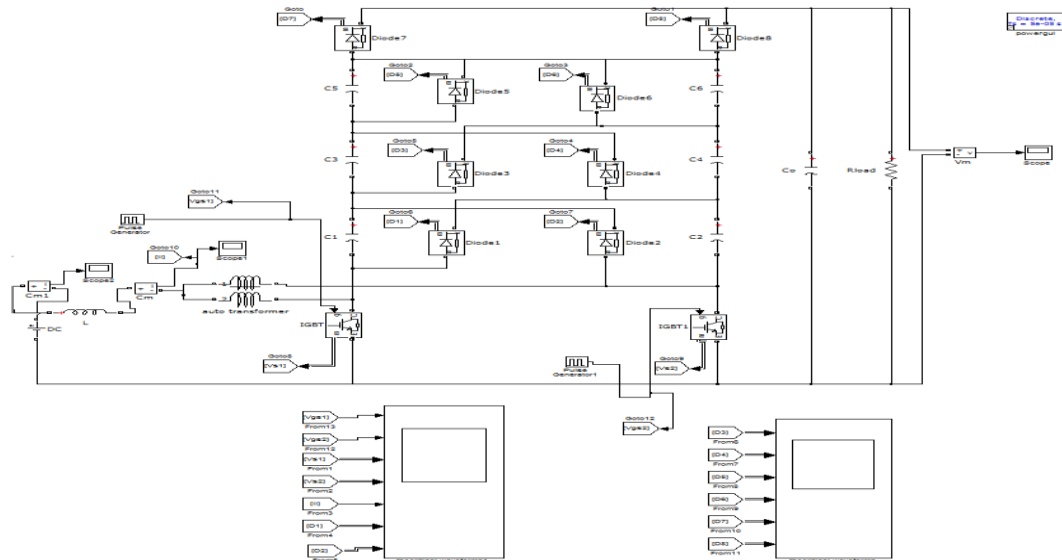 Goto
[D7]
Diode7
Goto1
[D8]
Diode8
Discrete,
powergui
Goto2
Diode5
C5
Goto3
Diode6
C6
Goto5
[D3]
Diode3
C3
Goto4
[D4]
Diode4
C4
Co
Rload
Vm
Scope
Goto11
[Vgs1]
Pulse
Generator
Goto6
[D1]
Diode1
C1
Goto7
[D2]
Diode2
C2
Goto10
[Il]
Scope1
Scope2
Cm1
Cm
L
DC
auto transformer
IGBT
[Vs1]
IGBT1
Pulse
Generator1
Goto9
[Vs2]
Goto12
[Vgs2]
[Vgs1]
From13
[Vgs2]
From12
[Vs1]
From1
[Vs2]
From2
[Il]
From3
[D1]
From4
[D2]
[D3]
From6
[D4]
From7
[D5]
From8
[D6]
From9
[D7]
From10
[D8]
From11